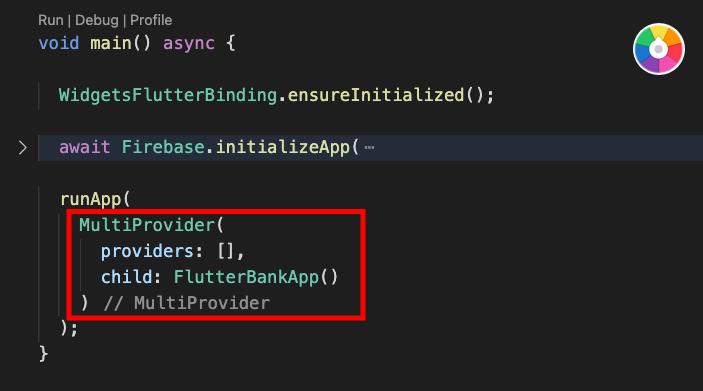 Run | Debug | Profile
void main() async {
WidgetsFlutterBinding.ensureInitialized();
await Firebase.initializeApp(⋯
runApp(
MultiProvider(
providers: [],
child: FlutterBankApp()
) // MultiProvider
);
}